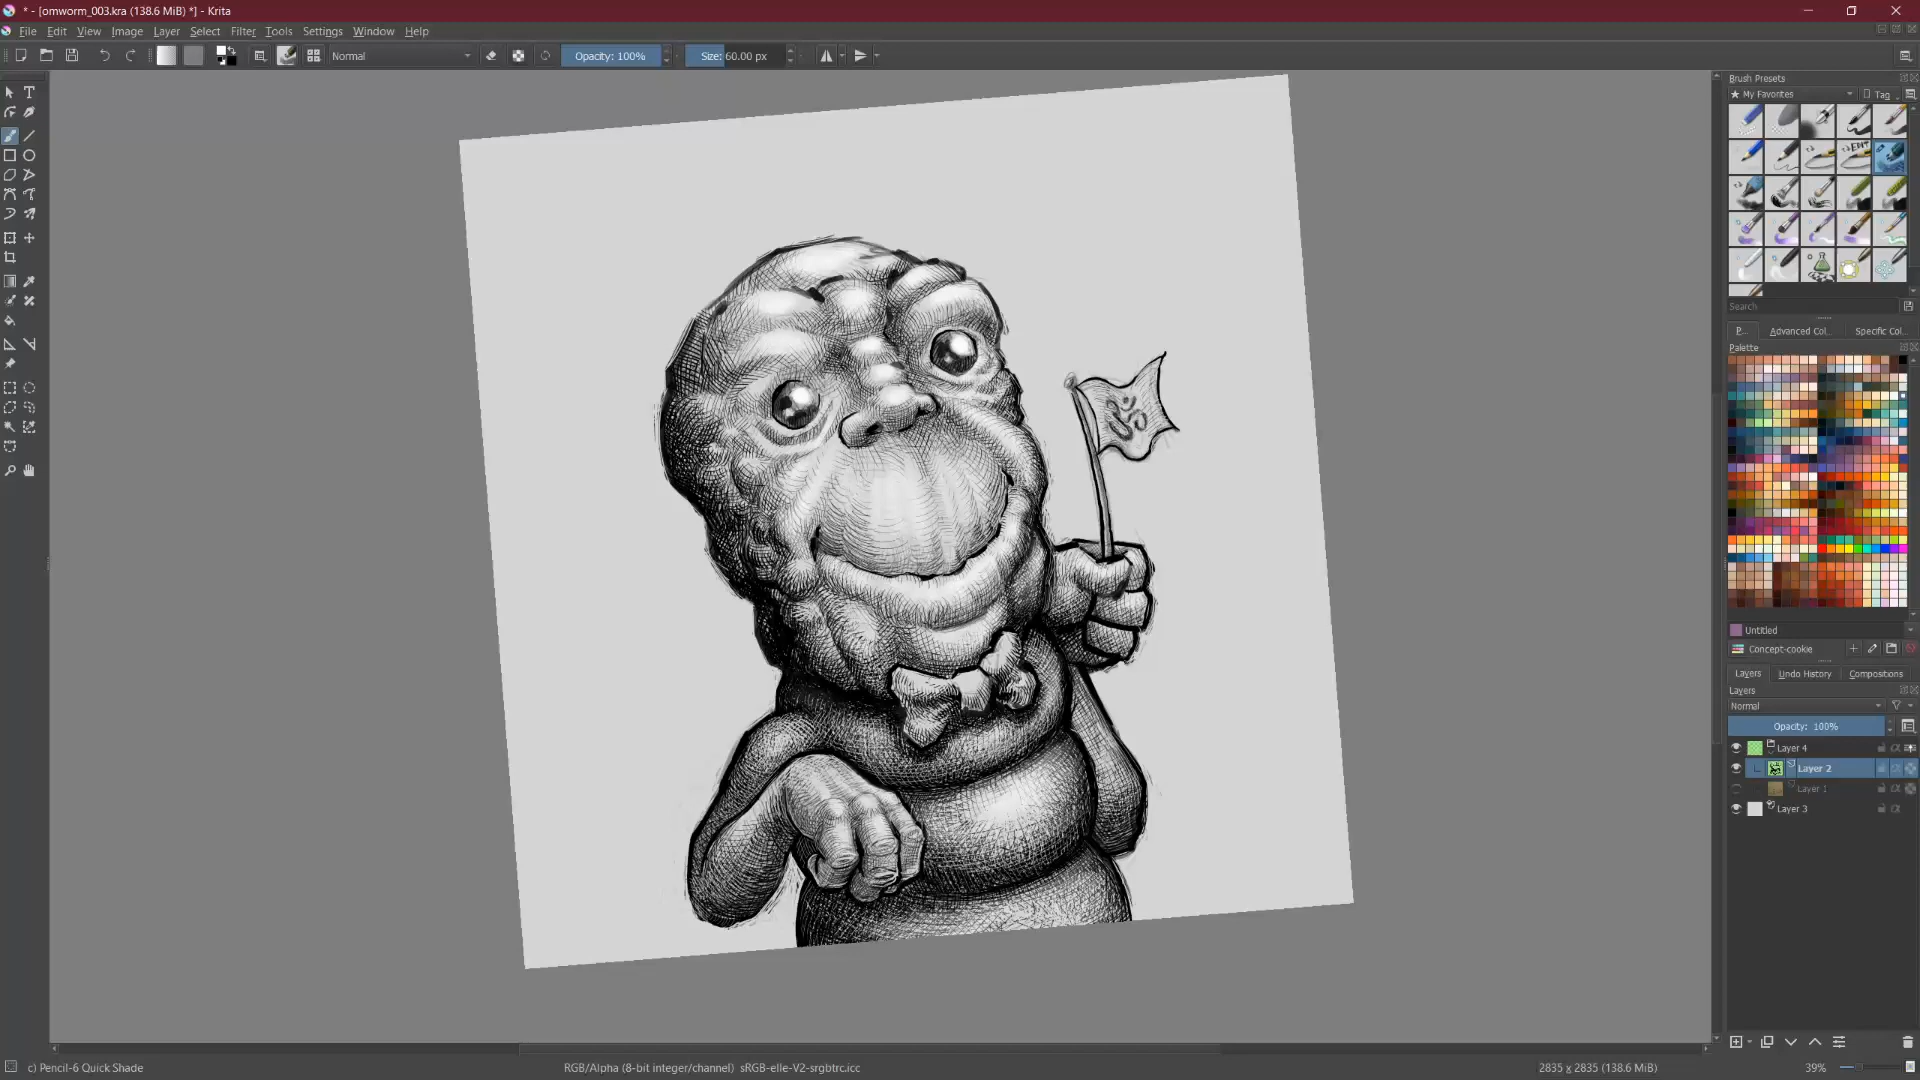 * - [omworm_003.kra (138.6 MiB) *] - Krita
File Edit View Image Layer Select Filter Tools Settings Window Help
Normal
Opacity: 100%
Size: 60.00 px
Brush Presets
★ My Favorites
Tag
Search
P...
Advanced Col...
Specific Col...
Palette
ॐ
Untitled
Concept-cookie
Layers Undo History Compositions
Layers
Normal
Opacity: 100%
Layer 4
Layer 2
Layer 1
Layer 3
c) Pencil-6 Quick Shade
RGB/Alpha (8-bit integer/channel) sRGB-elle-V2-srgbtrc.icc
2835 x 2835 (138.6 MiB)
39%